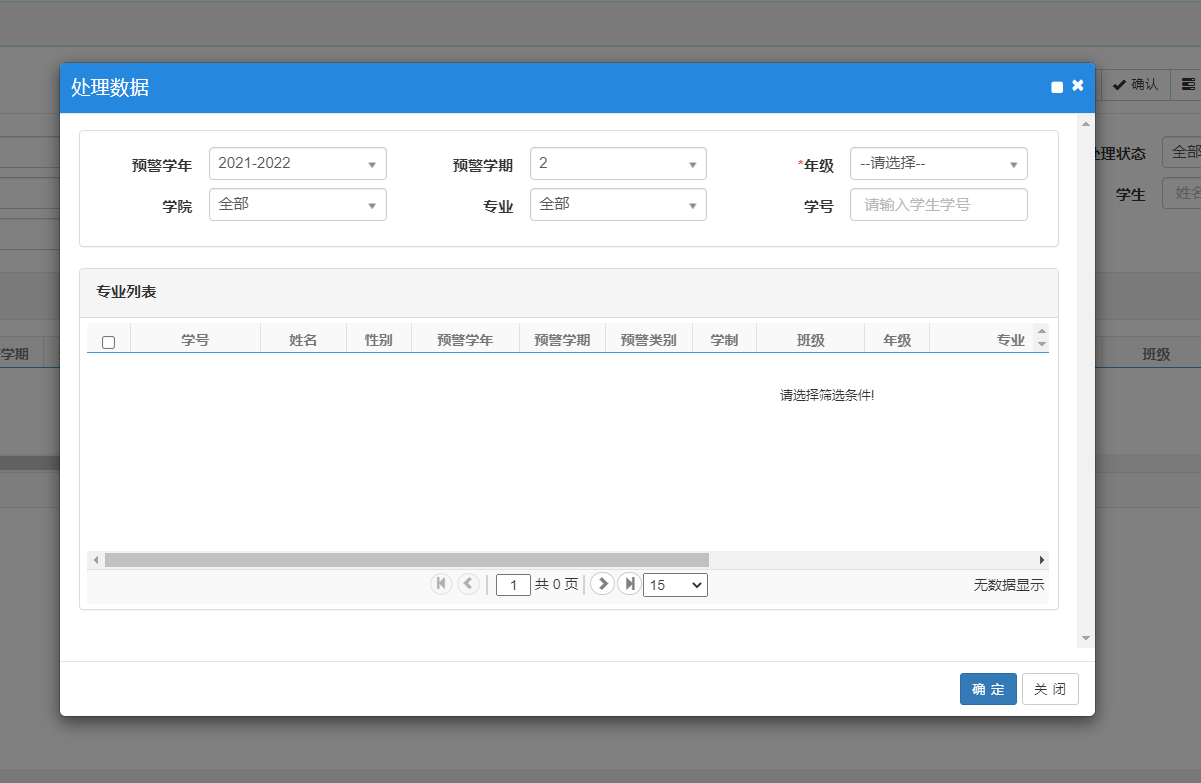 处理数据
确认
预警学年 2021-2022 预警学期 2 *年级 --请选择--
处理状态 全部
学院 全部 专业 全部 学号 请输入学生学号
学生 姓名
专业列表
学号 姓名 性别 预警学年 预警学期 预警类别 学制 班级 年级 专业
学期 班级
请选择筛选条件!
1 共 0 页 15 无数据显示
确 定 关 闭